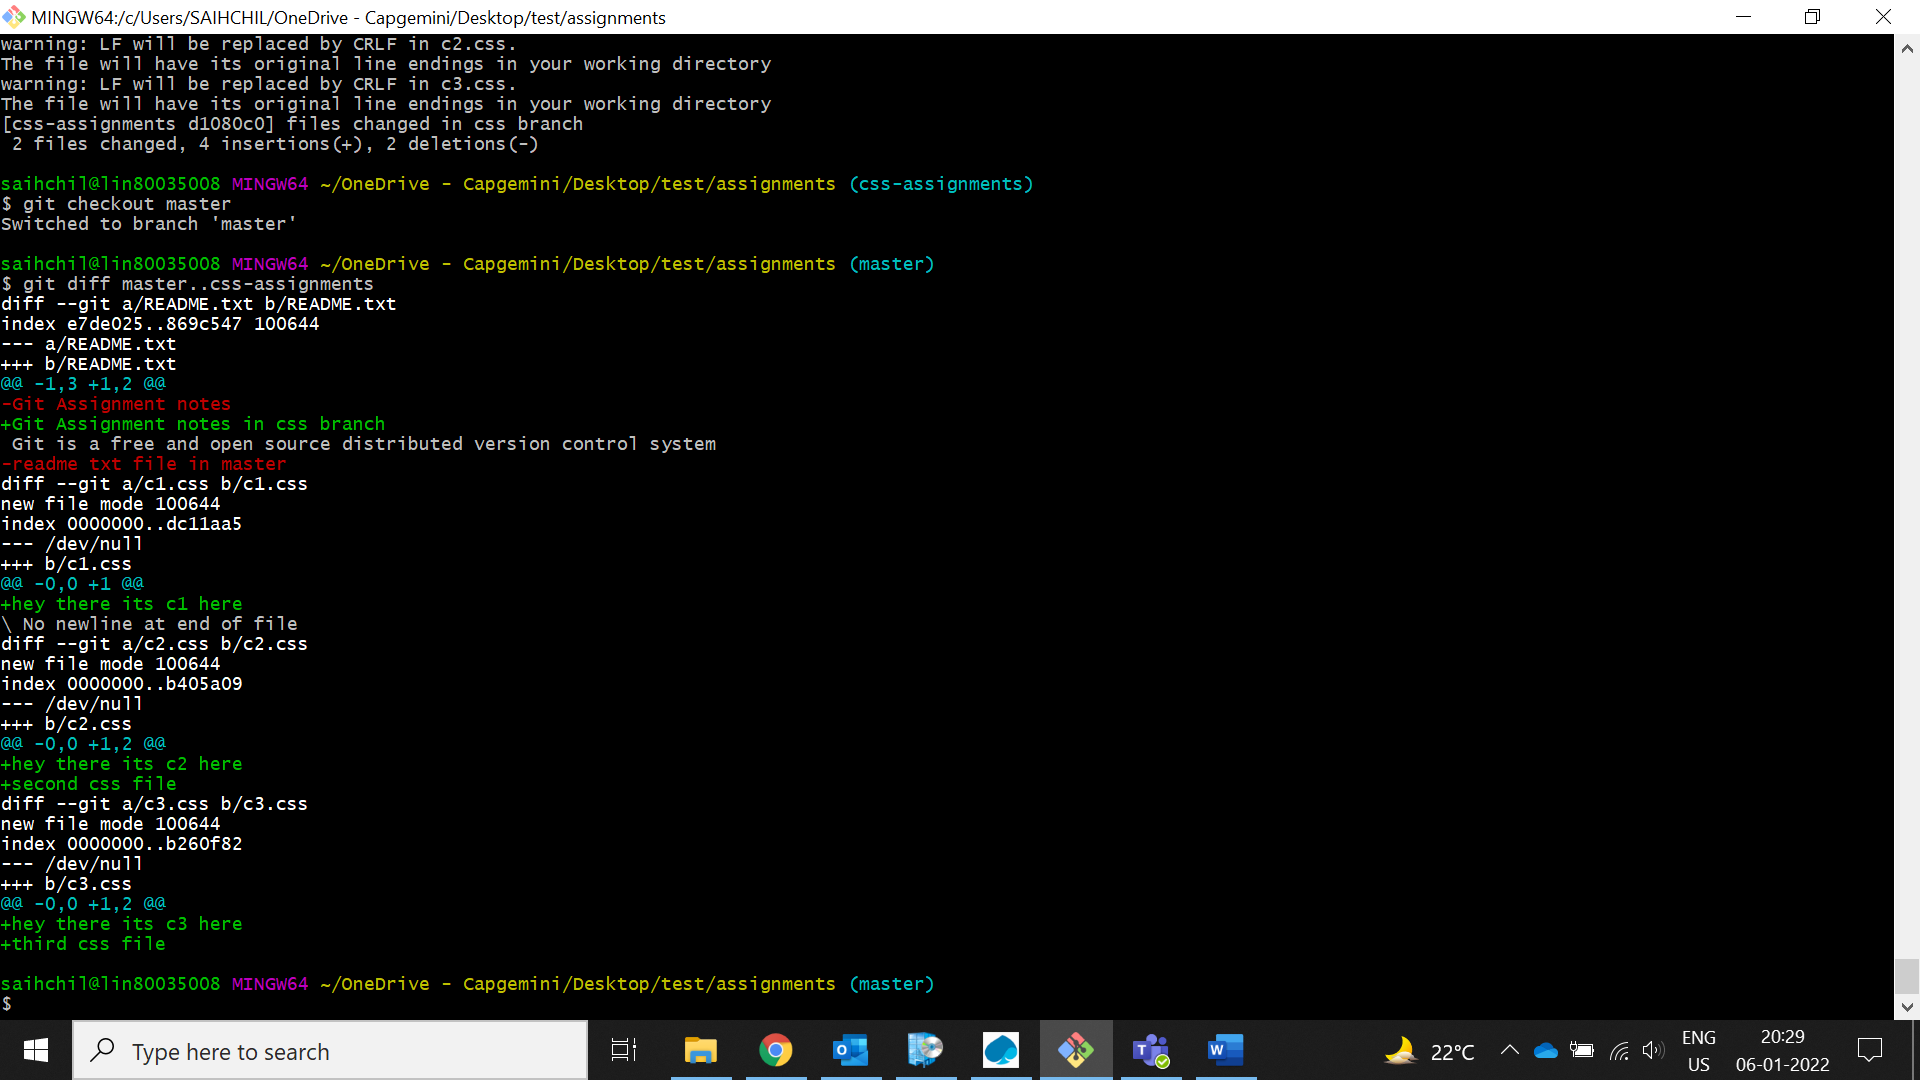 MINGW64:/c/Users/SAIHCHIL/OneDrive - Capgemini/Desktop/test/assignments
warning: LF will be replaced by CRLF in c2.css.
The file will have its original line endings in your working directory
warning: LF will be replaced by CRLF in c3.css.
The file will have its original line endings in your working directory
[css-assignments d1080c0] files changed in css branch
 2 files changed, 4 insertions(+), 2 deletions(-)
saihchil@lin80035008 MINGW64 ~/OneDrive - Capgemini/Desktop/test/assignments (css-assignments)
$ git checkout master
Switched to branch 'master'
saihchil@lin80035008 MINGW64 ~/OneDrive - Capgemini/Desktop/test/assignments (master)
$ git diff master..css-assignments
diff --git a/README.txt b/README.txt
index e7de025..869c547 100644
--- a/README.txt
+++ b/README.txt
@@ -1,3 +1,2 @@
-Git Assignment notes
+Git Assignment notes in css branch
 Git is a free and open source distributed version control system
-readme txt file in master
diff --git a/c1.css b/c1.css
new file mode 100644
index 0000000..dc11aa5
--- /dev/null
+++ b/c1.css
@@ -0,0 +1 @@
+hey there its c1 here
\ No newline at end of file
diff --git a/c2.css b/c2.css
new file mode 100644
index 0000000..b405a09
--- /dev/null
+++ b/c2.css
@@ -0,0 +1,2 @@
+hey there its c2 here
+second css file
diff --git a/c3.css b/c3.css
new file mode 100644
index 0000000..b260f82
--- /dev/null
+++ b/c3.css
@@ -0,0 +1,2 @@
+hey there its c3 here
+third css file
saihchil@lin80035008 MINGW64 ~/OneDrive - Capgemini/Desktop/test/assignments (master)
$
Type here to search
22°C
ENG
US
20:29
06-01-2022